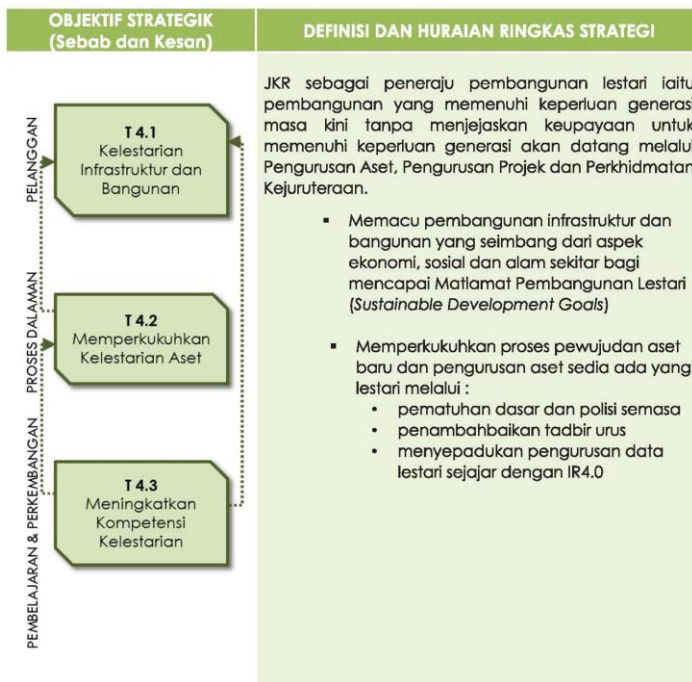 OBJEKTIF STRATEGIK
(Sebab dan Kesan)
DEFINISI DAN HURAIAN RINGKAS STRATEGI
PELANGGAN
T 4.1
Kelestarian
Infrastruktur dan
Bangunan
PROSES DALAMAN
T 4.2
Memperkukuhkan
Kelestarian Aset
PEMBELAJARAN & PERKEMBANGAN
T 4.3
Meningkatkan
Kompetensi
Kelestarian
JKR sebagai peneraju pembangunan lestari iaitu
pembangunan yang memenuhi keperluan generasi
masa kini tanpa menjejaskan keupayaan untuk
memenuhi keperluan generasi akan datang melalui
Pengurusan Aset, Pengurusan Projek dan Perkhidmatan
Kejuruteraan.
▪ Memacu pembangunan infrastruktur dan
bangunan yang seimbang dari aspek
ekonomi, sosial dan alam sekitar bagi
mencapai Matlamat Pembangunan Lestari
(Sustainable Development Goals)
▪ Memperkukuhkan proses pewujudan aset
baru dan pengurusan aset sedia ada yang
lestari melalui :
• pematuhan dasar dan polisi semasa
• penambahbaikan tadbir urus
• menyepadukan pengurusan data
lestari sejajar dengan IR4.0